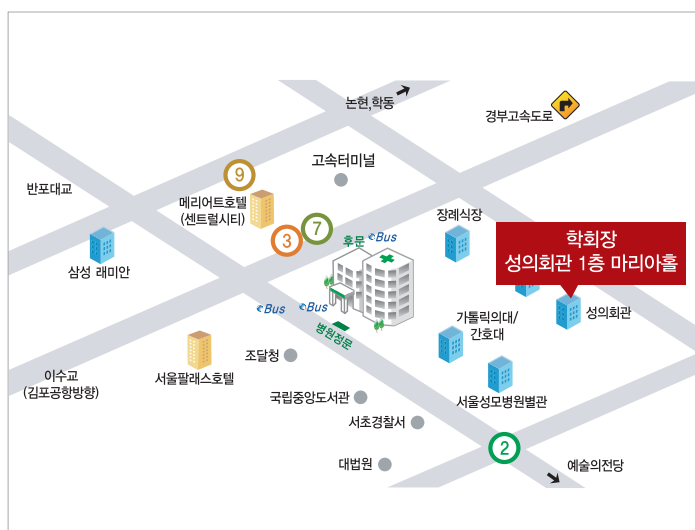 논현,학동
경부고속도로
9
고속터미널
반포대교
메리어트호텔
(센트럴시티)
7
3
장례식장
학회장
성의회관 1층 마리아홀
후문
Bus
삼성 래미안
Bus
Bus
성의회관
가톨릭의대/
간호대
병원정문
조달청
이수교
(김포공항방향)
서울팔래스호텔
국립중앙도서관
서울성모병원별관
서초경찰서
2
대법원
예술의전당